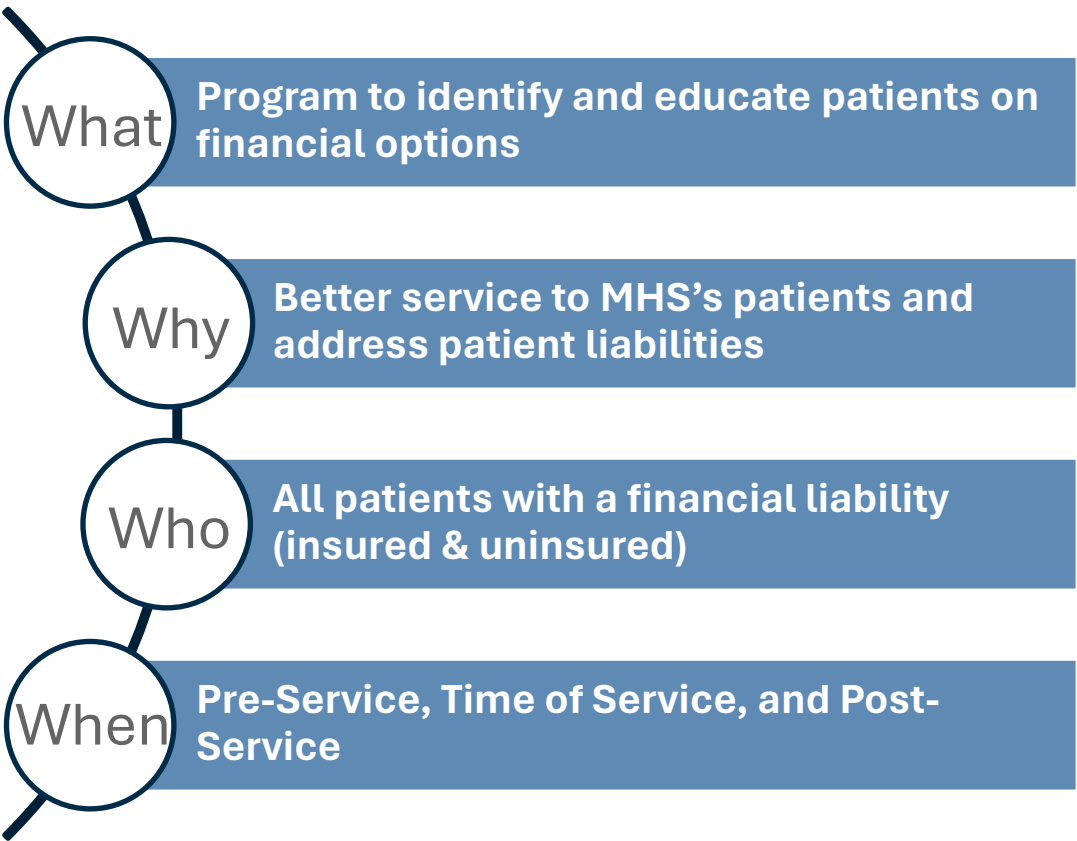 What
Program to identify and educate patients on
financial options
Why
Better service to MHS’s patients and
address patient liabilities
Who
All patients with a financial liability
(insured & uninsured)
When
Pre-Service, Time of Service, and Post-
Service